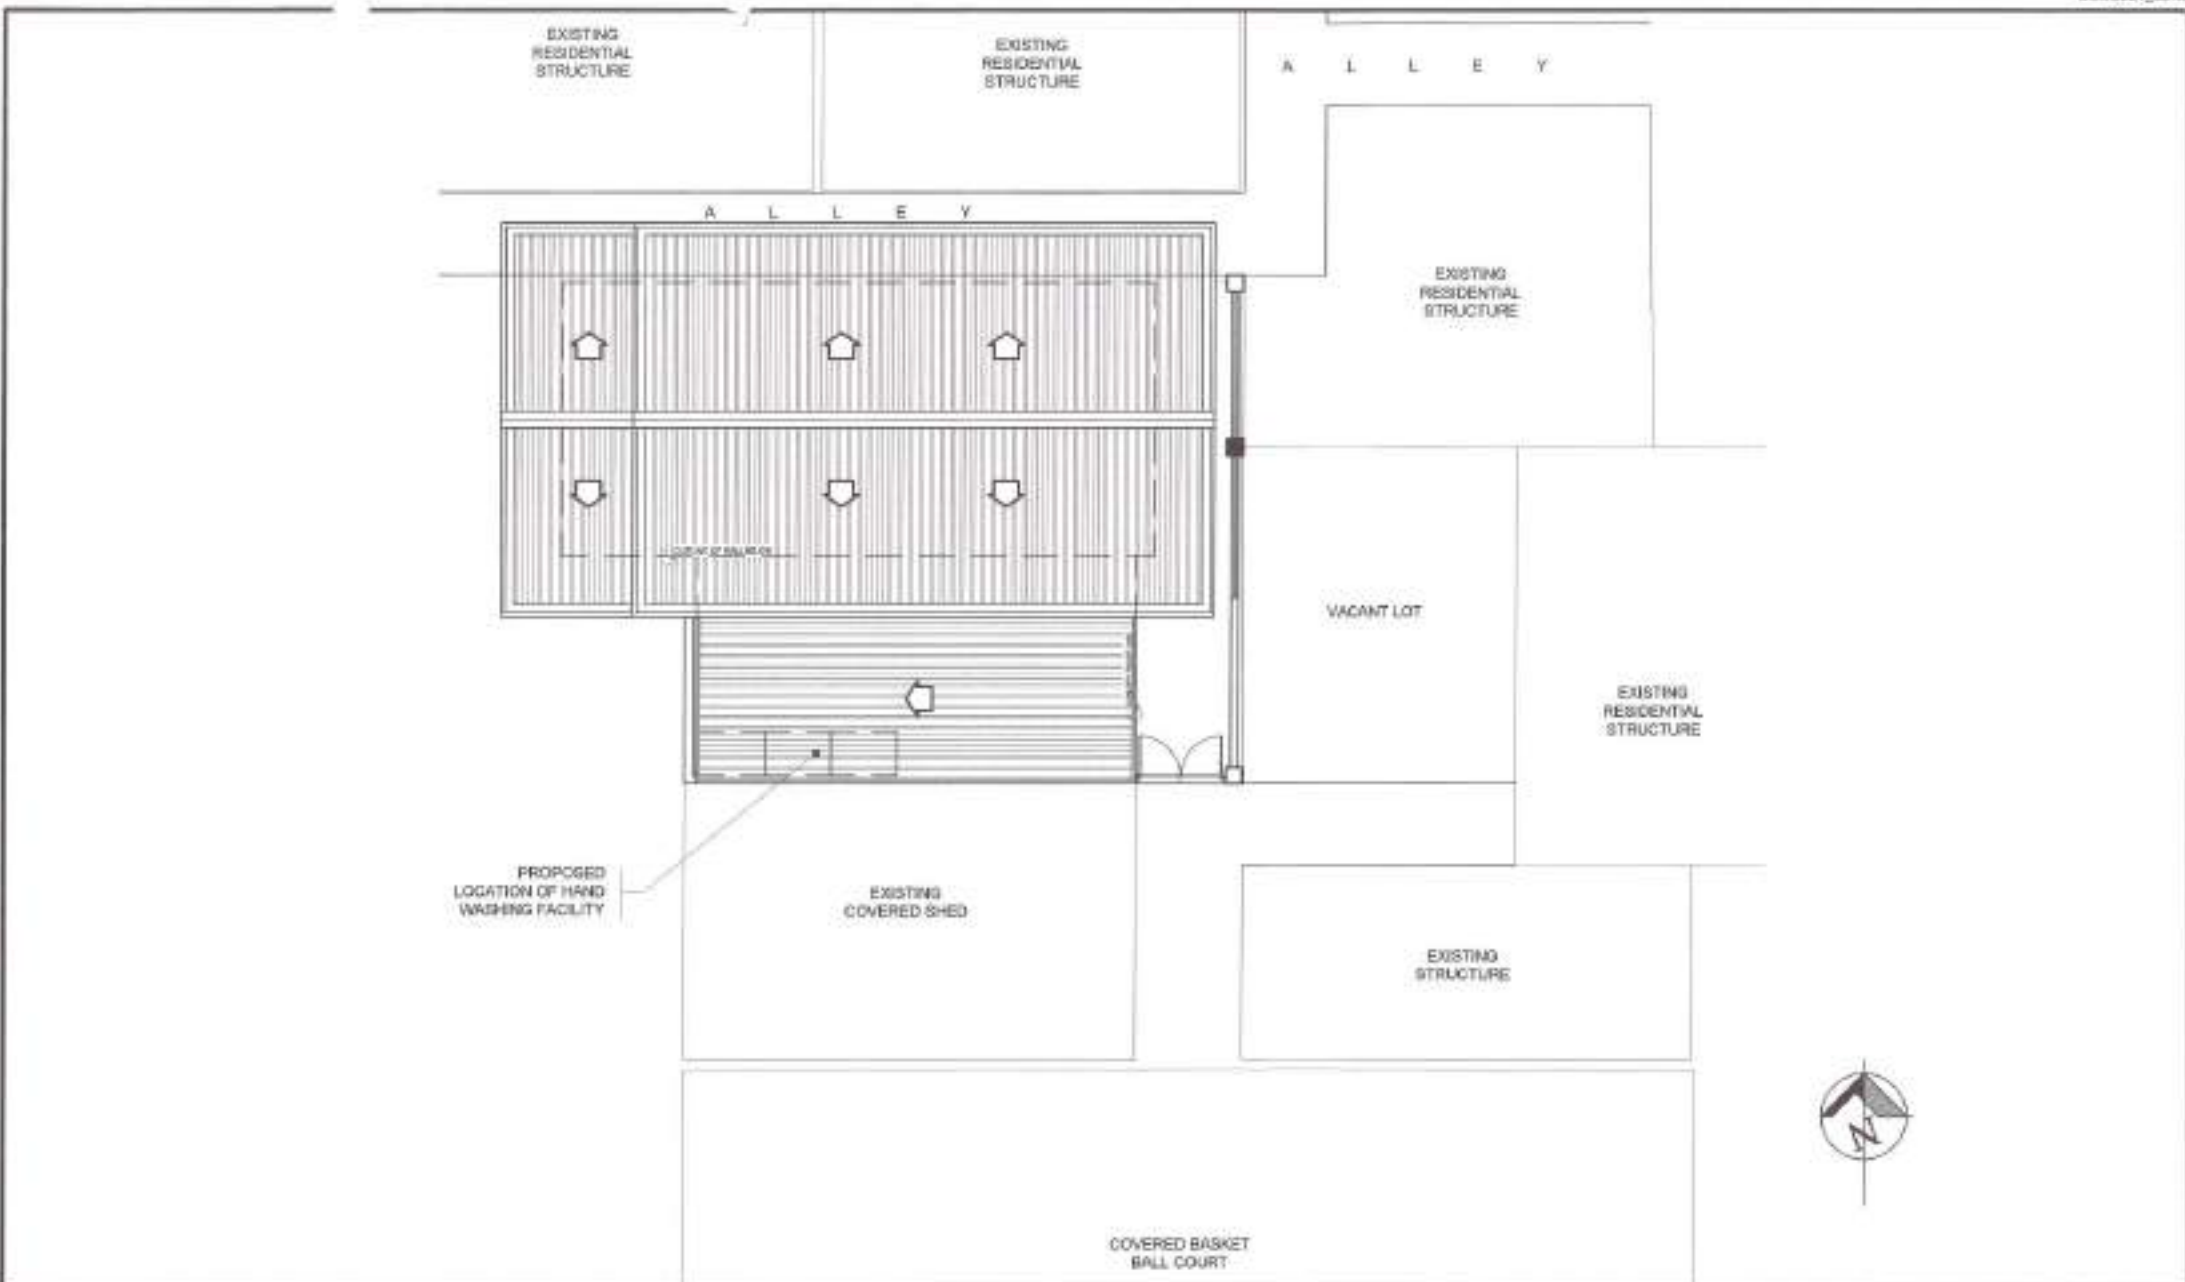 EXISTING
RESIDENTIAL
STRUCTURE
EXISTING
RESIDENTIAL
STRUCTURE
A L L E Y
A L L E Y
EXISTING
RESIDENTIAL
STRUCTURE
VACANT LOT
EXISTING
RESIDENTIAL
STRUCTURE
PROPOSED
LOCATION OF HAND
WASHING FACILITY
EXISTING
COVERED SHED
EXISTING
STRUCTURE
N
COVERED BASKET
BALL COURT